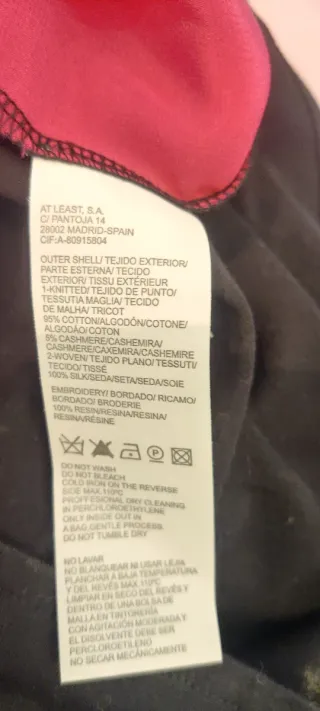 AT LEAST, S.A.
C/ PANTOJA 14
28002 MADRID-SPAIN
CIF:A-80915804
OUTER SHELL/ TEJIDO EXTERIOR/
PARTE ESTERNA/ TECIDO
EXTERIOR/ TISSU EXTÉRIEUR
1-KNITTED/ TEJIDO DE PUNTO/
TESSUTIA MAGLIA/ TECIDO
DE MALHA/ TRICOT
95% COTTON/ALGODÓN/COTONE/
ALGODÃO/COTON
5% CASHMERE/CASHEMIRA/
CASHMERE/CAXEMIRA/CASHEMIRE
2-WOVEN/ TEJIDO PLANO/ TESSUTI/
TECIDO/TISSÉ
100% SILK/SEDA/SETA/SEDA/SOIE
EMBROIDERY/ BORDADO/ RICAMO/
BORDADO/ BRODERIE
100% RESIN/RESINA/RESINA/
RESINA/RÉSINE
P
DO NOT WASH
DO NOT BLEACH
COLD IRON ON THE REVERSE
SIDE MAX.110ºC
PROFFESIONAL DRY CLEANING
IN PERCHLOROETHYLENE
ONLY INSIDE OUT IN
A BAG,GENTLE PROCESS.
DO NOT TUMBLE DRY
NO LAVAR
NO BLANQUEAR NI USAR LEJIA
PLANCHAR A BAJA TEMPERATURA
Y DEL REVÉS MAX.110ºC
LIMPIAR EN SECO DEL REVÉS Y
DENTRO DE UNA BOLSA DE
MALLA EN TINTORERÍA
CON AGITACIÓN MODERADA Y
EL DISOLVENTE DEBE SER
PERCLOROETILENO
NO SECAR MECÁNICAMENTE